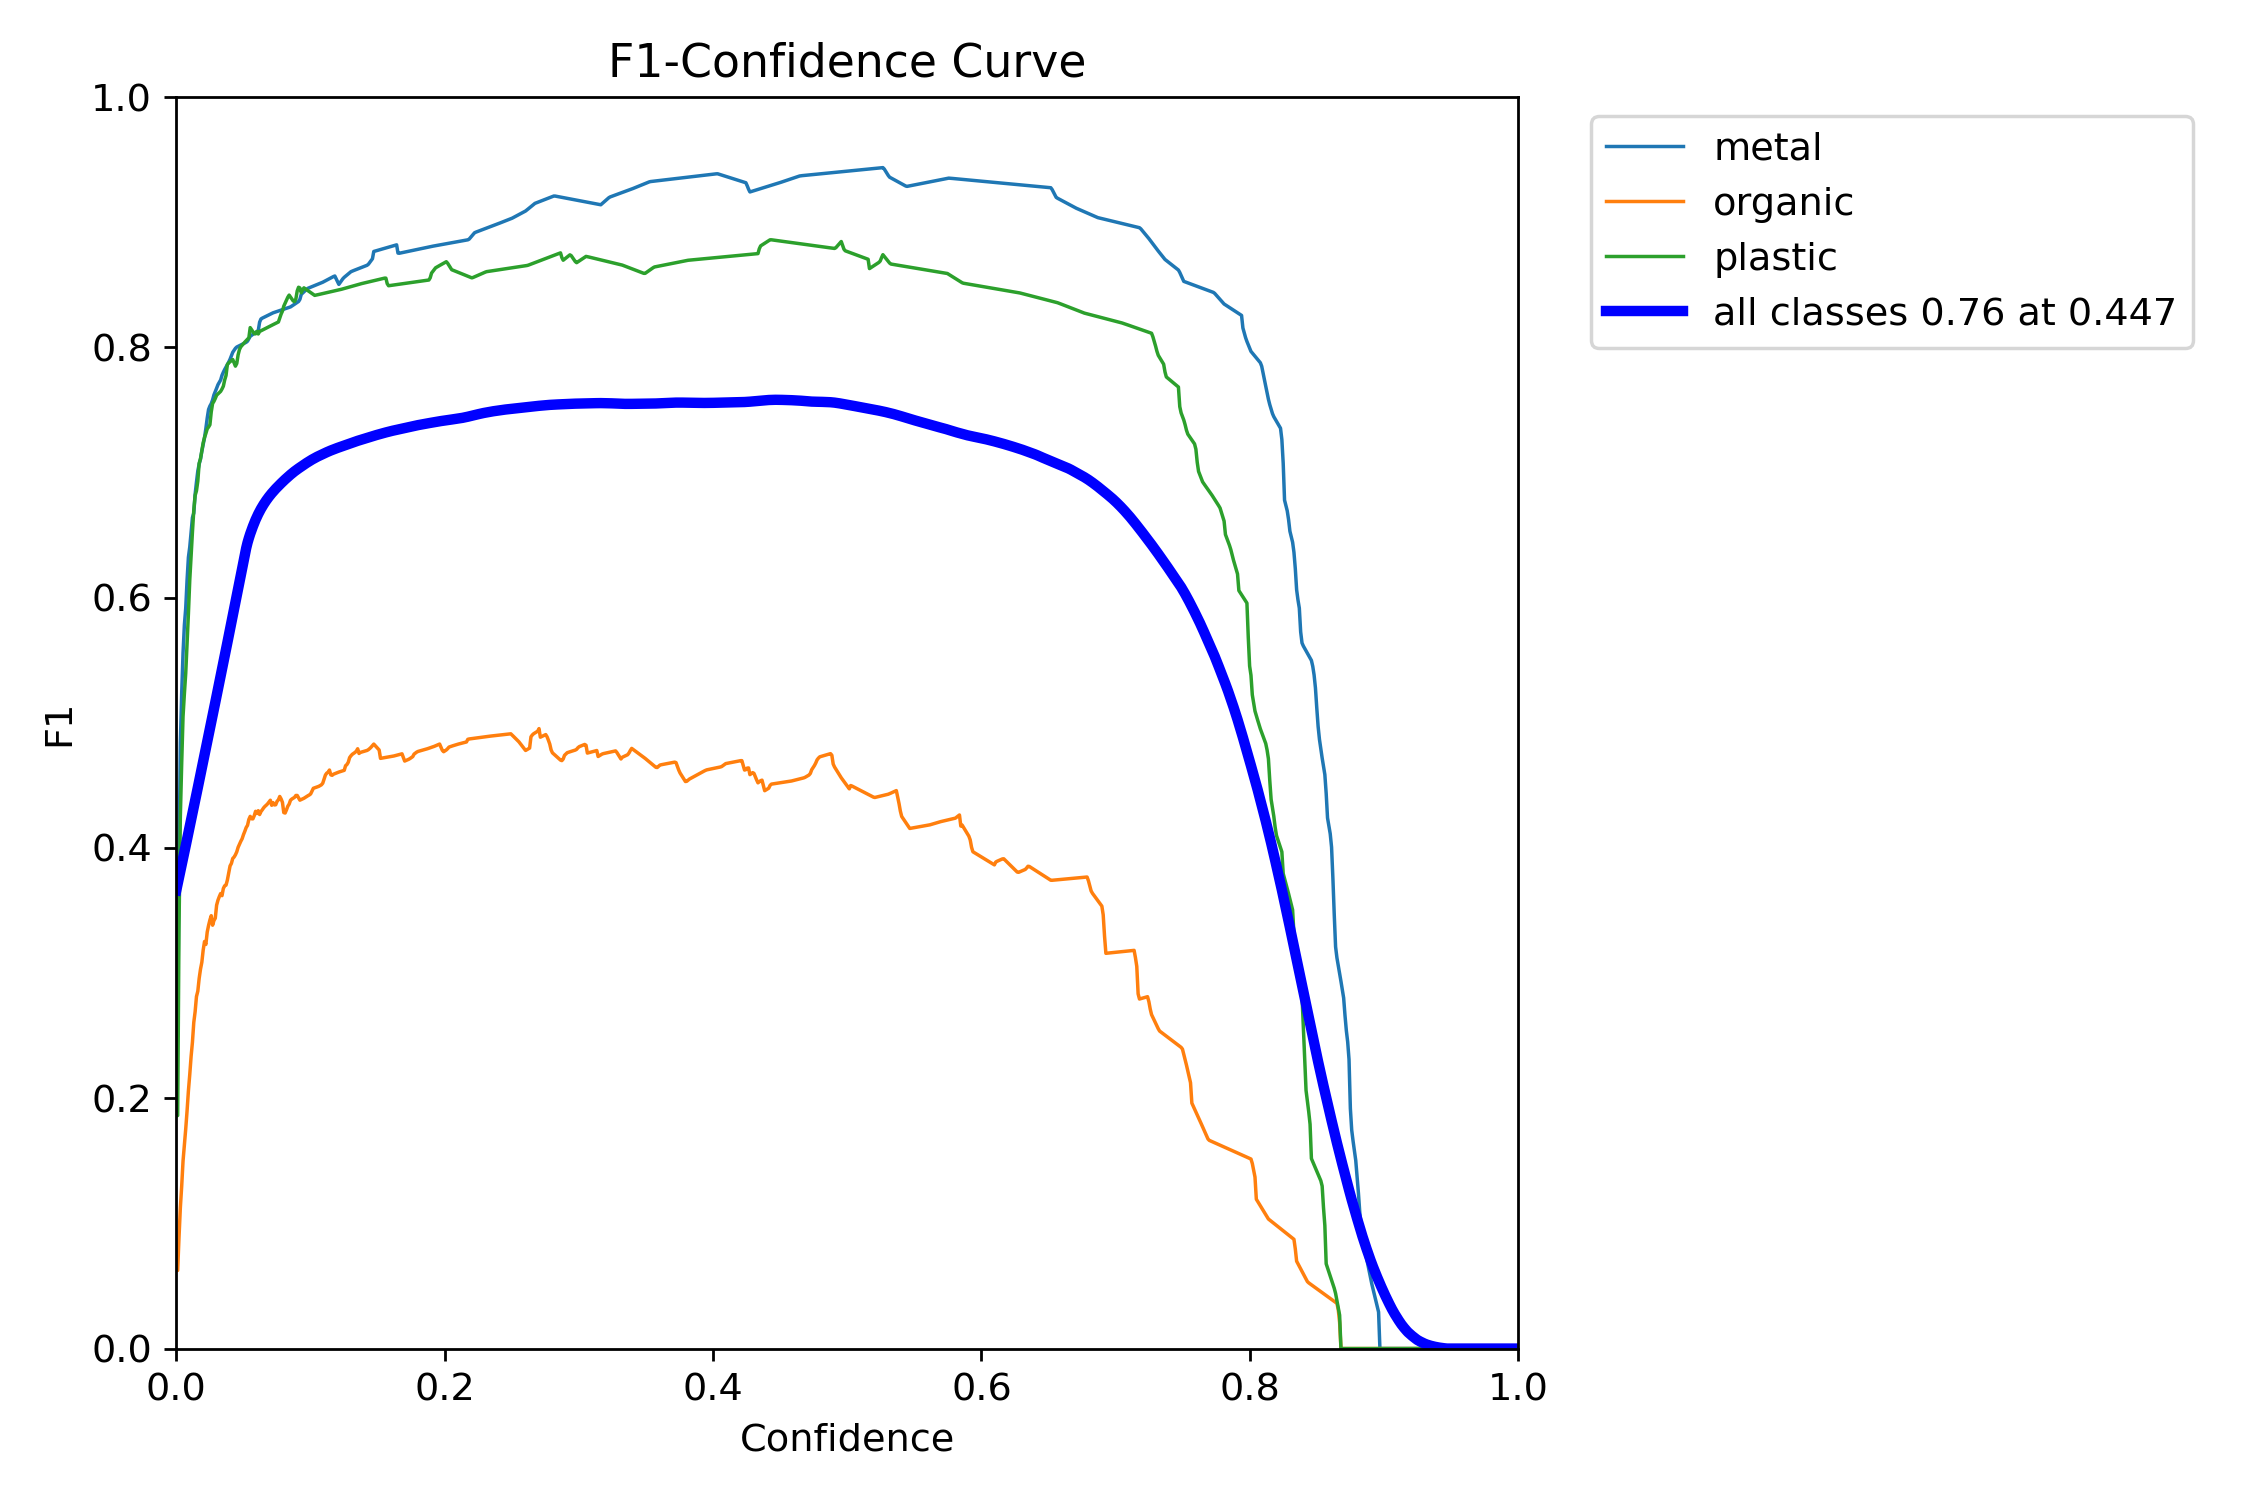 F1-Confidence Curve
metal
organic
plastic
all classes 0.76 at 0.447
F1
1.0
0.8
0.6
0.4
0.2
0.0
0.0 0.2 0.4 0.6 0.8 1.0
Confidence